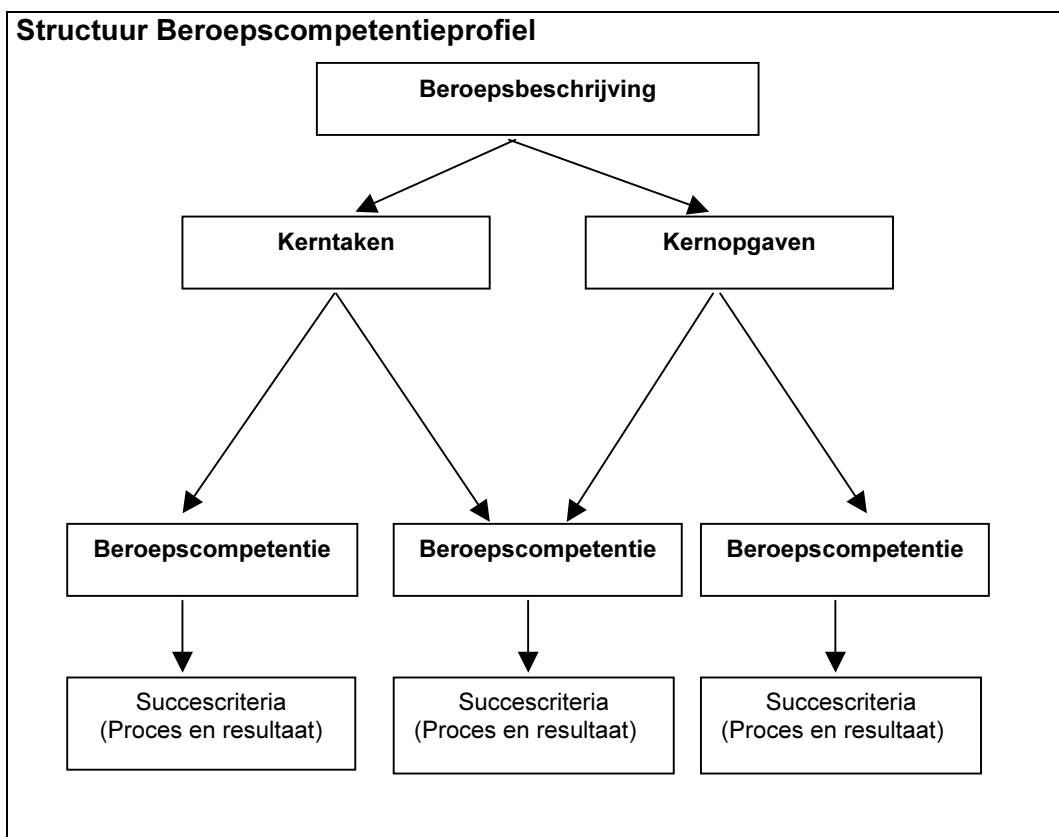 Structuur Beroepscompetentieprofiel
Beroepsbeschrijving
Kerntaken
Kernopgaven
Beroepscompetentie
Beroepscompetentie
Beroepscompetentie
Succescriteria
(Proces en resultaat)
Succescriteria
(Proces en resultaat)
Succescriteria
(Proces en resultaat)